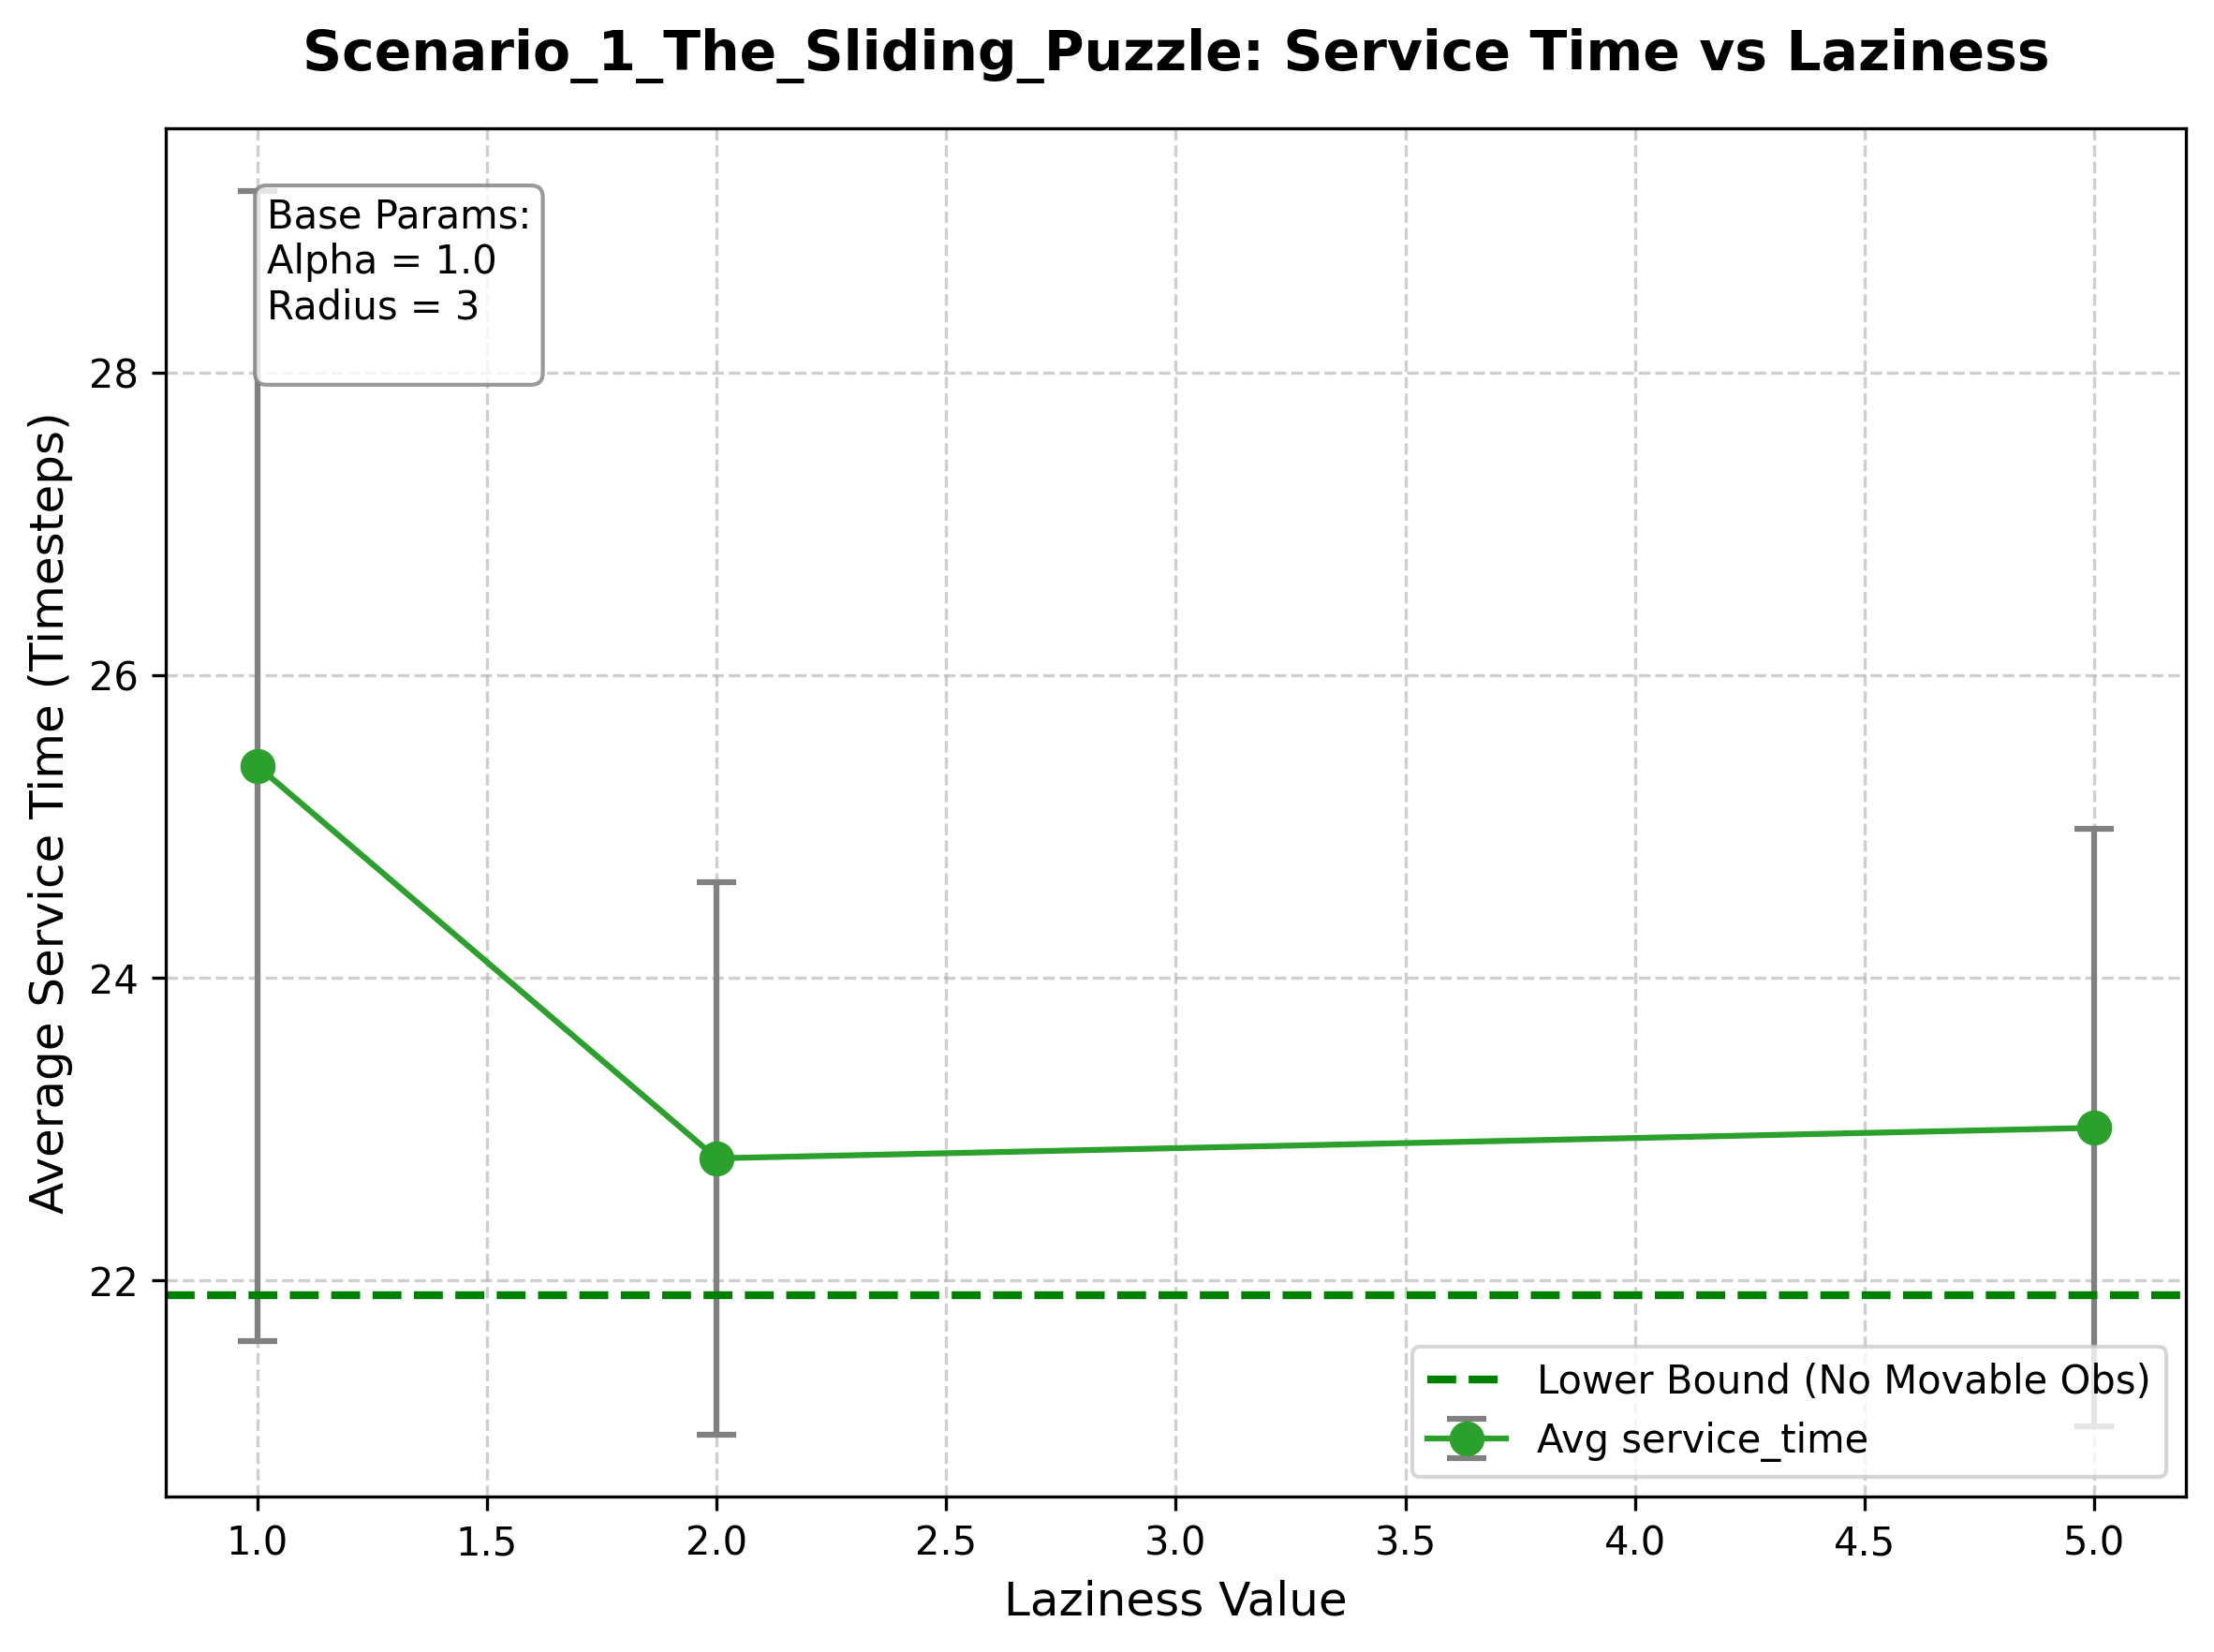 Scenario_1_The_Sliding_Puzzle: Service Time vs Laziness
Base Params:
Alpha = 1.0
Radius = 3
Average Service Time (Timesteps)
28
26
24
22
Lower Bound (No Movable Obs)
Avg service_time
1.0 1.5 2.0 2.5 3.0 3.5 4.0 4.5 5.0
Laziness Value